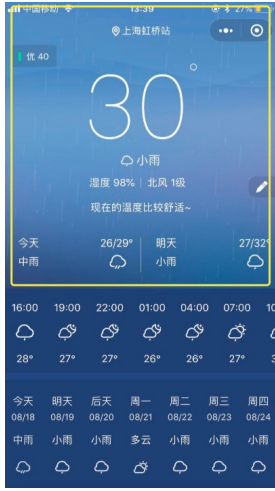 中国移动 13:39 27%
上海虹桥站
优 40
30°
小雨
湿度 98% 北风 1级
现在的温度比较舒适~
今天 26/29° 明天 27/32°
中雨 小雨
16:00 19:00 22:00 01:00 04:00 07:00 10
28° 27° 27° 26° 26° 27°
今天 明天 后天 周一 周二 周三 周四
08/18 08/19 08/20 08/21 08/22 08/23 08/24
中雨 小雨 小雨 多云 小雨 小雨 小雨